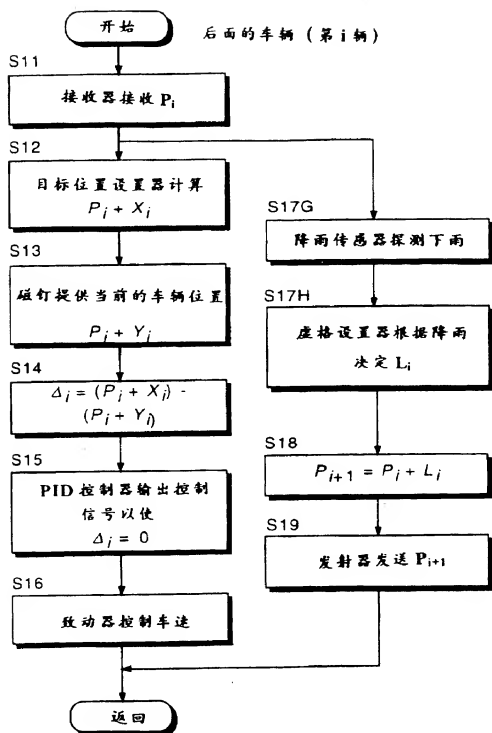 开始
后面的车辆 (第 i 辆)
S11
接收器接收 Pi
S12
目标位置设置器计算
Pi + Xi
S13
磁钉提供当前的车辆位置
Pi + Yi
S14
Δi = (Pi + Xi) -
(Pi + Yi)
S15
PID 控制器输出控制
信号以使
Δi = 0
S16
致动器控制车速
S17G
降雨传感器探测下雨
S17H
虚格设置器根据降雨
决定 Li
S18
Pi+1 = Pi + Li
S19
发射器发送 Pi+1
返回